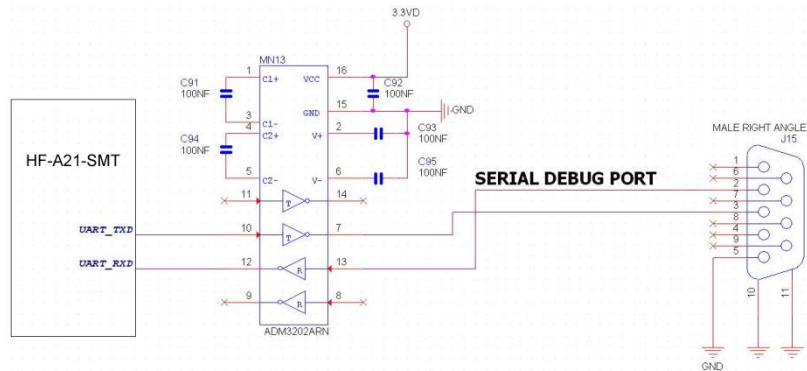 3.3VD
MN13
1 C1+ VCC 16
C91
100NF
C92
100NF
GND 15
GND
3 C1-
4 C2+ V+ 2
C94
100NF
C93
100NF
5 C2- V- 6
C95
100NF
11 T 14
UART_TXD 10 T 7
UART_RXD 12 R 13
9 R 8
ADM3202ARN
HF-A21-SMT
SERIAL DEBUG PORT
MALE RIGHT ANGLE
J15
1
6
2
7
3
8
4
9
5
10
11
GND